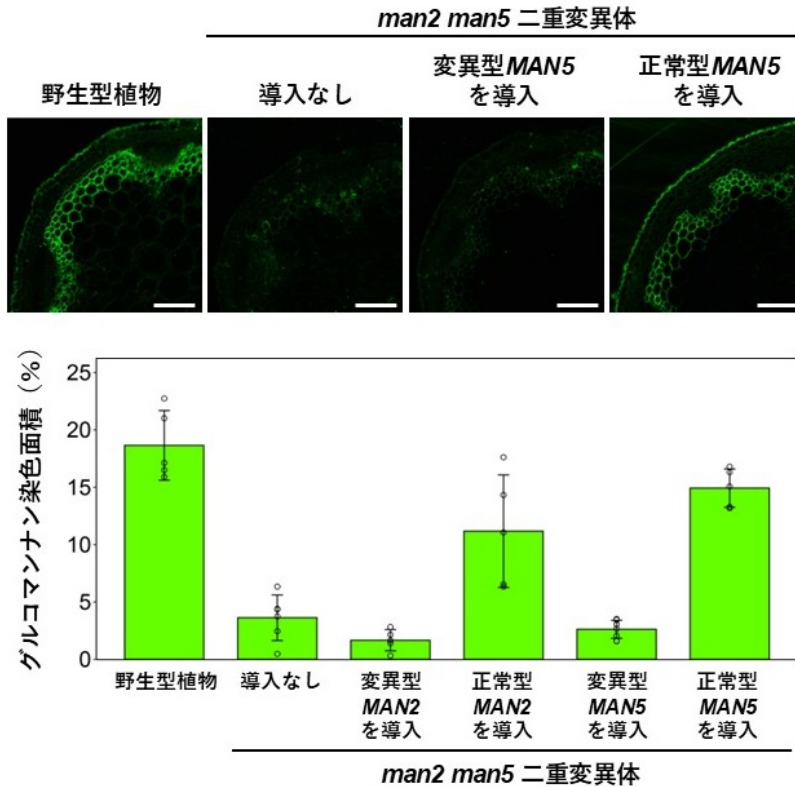 man2 man5 二重変異体
野生型植物
導入なし
変異型MAN5
を導入
正常型MAN5
を導入
グルコマンナン染色面積（%）
25
20
15
10
5
0
野生型植物
導入なし
変異型
MAN2
を導入
正常型
MAN2
を導入
変異型
MAN5
を導入
正常型
MAN5
を導入
man2 man5 二重変異体